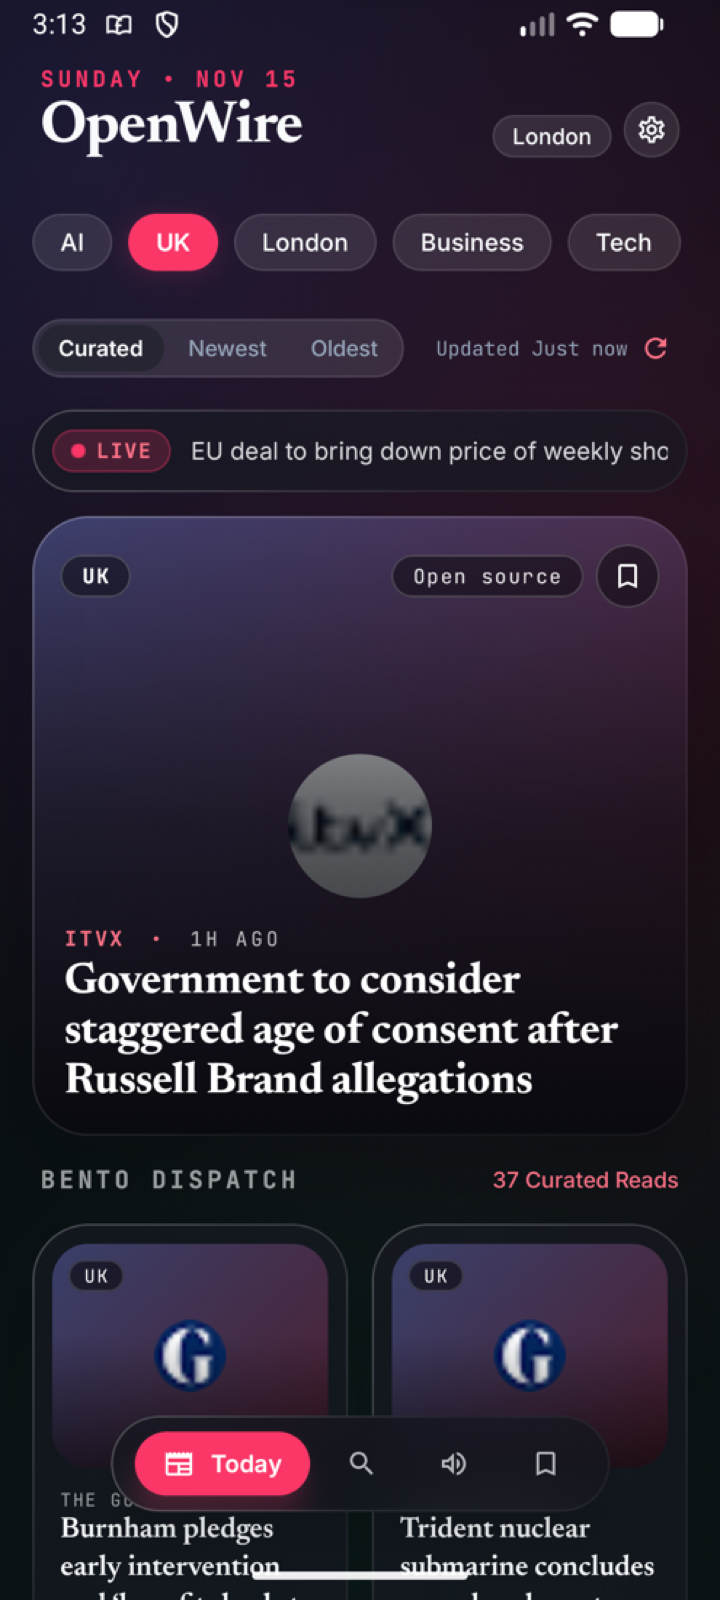 3:13
SUNDAY • NOV 15
OpenWire
London
AI UK London Business Tech
Curated Newest Oldest Updated Just now
LIVE EU deal to bring down price of weekly sho
UK Open source
itvX
ITVX • 1H AGO
Government to consider
staggered age of consent after
Russell Brand allegations
BENTO DISPATCH 37 Curated Reads
UK UK
G G
Today
THE GU
Burnham pledges
early intervention
Trident nuclear
submarine concludes